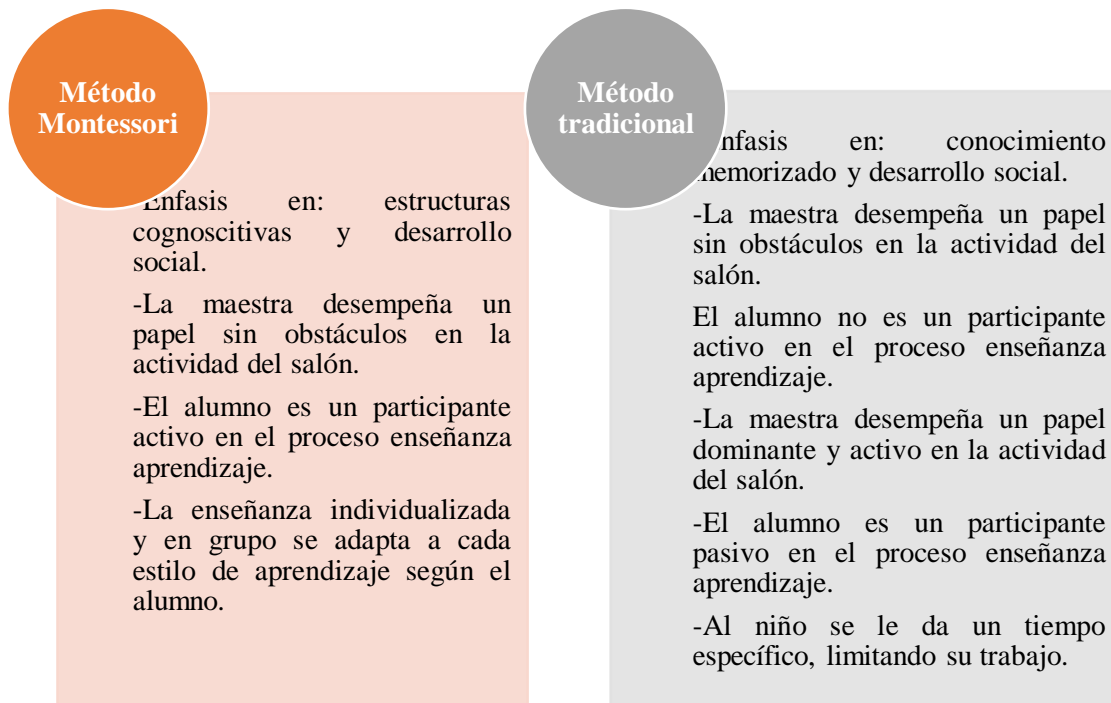 Método
Montessori
-Énfasis en: estructuras
cognoscitivas y desarrollo
social.
-La maestra desempeña un
papel sin obstáculos en la
actividad del salón.
-El alumno es un participante
activo en el proceso enseñanza
aprendizaje.
-La enseñanza individualizada
y en grupo se adapta a cada
estilo de aprendizaje según el
alumno.
Método
tradicional
nfasis en: conocimiento
memorizado y desarrollo social.
-La maestra desempeña un papel
sin obstáculos en la actividad del
salón.
El alumno no es un participante
activo en el proceso enseñanza
aprendizaje.
-La maestra desempeña un papel
dominante y activo en la actividad
del salón.
-El alumno es un participante
pasivo en el proceso enseñanza
aprendizaje.
-Al niño se le da un tiempo
específico, limitando su trabajo.